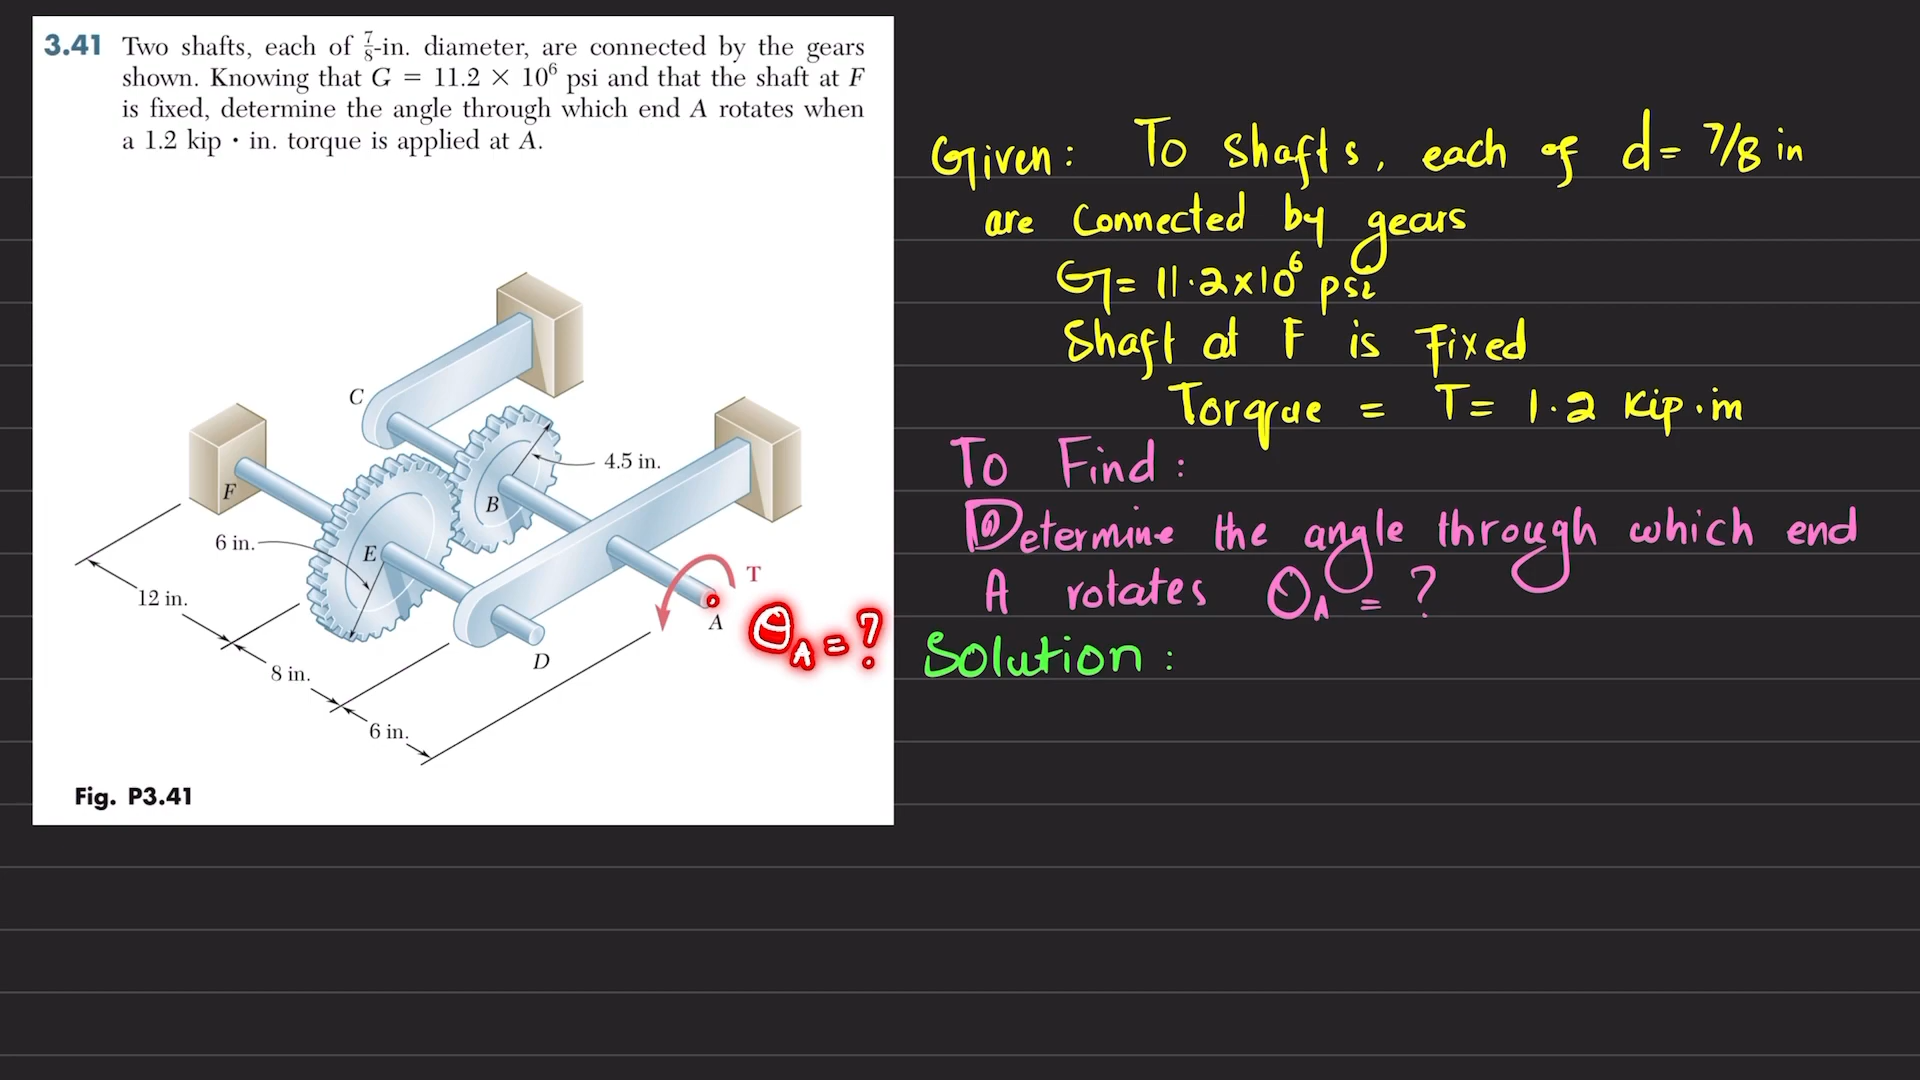 3.41 Two shafts, each of 7/8-in. diameter, are connected by the gears
shown. Knowing that G = 11.2 × 10⁶ psi and that the shaft at F
is fixed, determine the angle through which end A rotates when
a 1.2 kip • in. torque is applied at A.
C
4.5 in.
F
B
6 in.
E
T
12 in.
A
D
8 in.
6 in.
Fig. P3.41
θA = ?
Given: To shafts, each of d = 7/8 in
are connected by gears
G = 11.2×10⁶ psi
Shaft at F is Fixed
Torque = T = 1.2 Kip.in
To Find:
Determine the angle through which end
A rotates θA = ?
Solution: